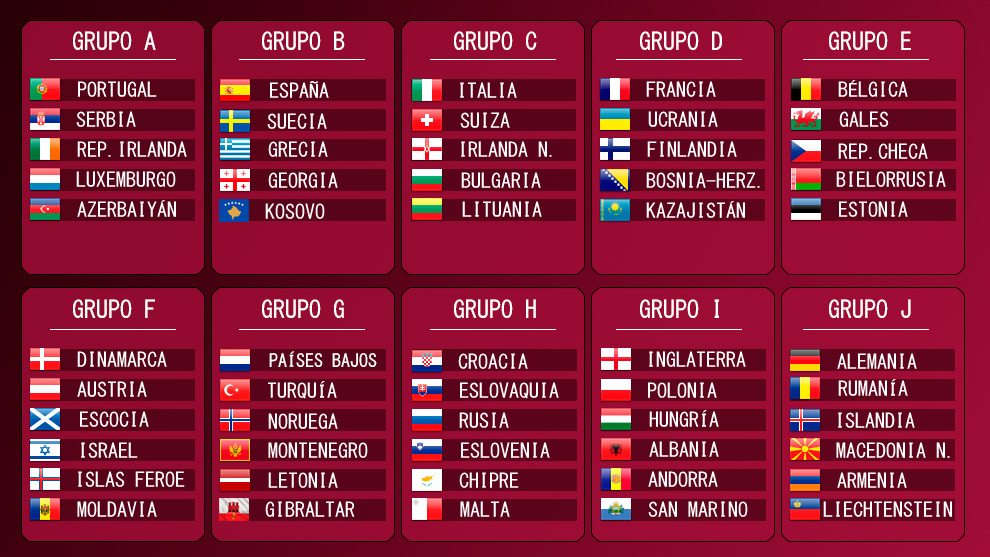 GRUPO A
PORTUGAL
SERBIA
REP. IRLANDA
LUXEMBURGO
AZERBAIYÁN
GRUPO B
ESPAÑA
SUECIA
GRECIA
GEORGIA
KOSOVO
GRUPO C
ITALIA
SUIZA
IRLANDA N.
BULGARIA
LITUANIA
GRUPO D
FRANCIA
UCRANIA
FINLANDIA
BOSNIA-HERZ.
KAZAJISTÁN
GRUPO E
BÉLGICA
GALES
REP. CHECA
BIELORRUSIA
ESTONIA
GRUPO F
DINAMARCA
AUSTRIA
ESCOCIA
ISRAEL
ISLAS FEROE
MOLDAVIA
GRUPO G
PAÍSES BAJOS
TURQUÍA
NORUEGA
MONTENEGRO
LETONIA
GIBRALTAR
GRUPO H
CROACIA
ESLOVAQUIA
RUSIA
ESLOVENIA
CHIPRE
MALTA
GRUPO I
INGLATERRA
POLONIA
HUNGRÍA
ALBANIA
ANDORRA
SAN MARINO
GRUPO J
ALEMANIA
RUMANÍA
ISLANDIA
MACEDONIA N.
ARMENIA
LIECHTENSTEIN